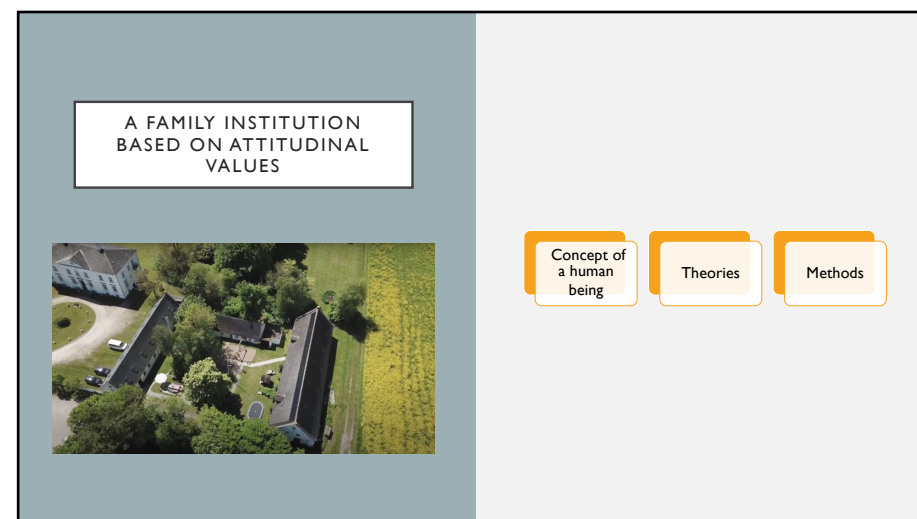 A FAMILY INSTITUTION
BASED ON ATTITUDINAL
VALUES
Concept of
a human
being
Theories
Methods